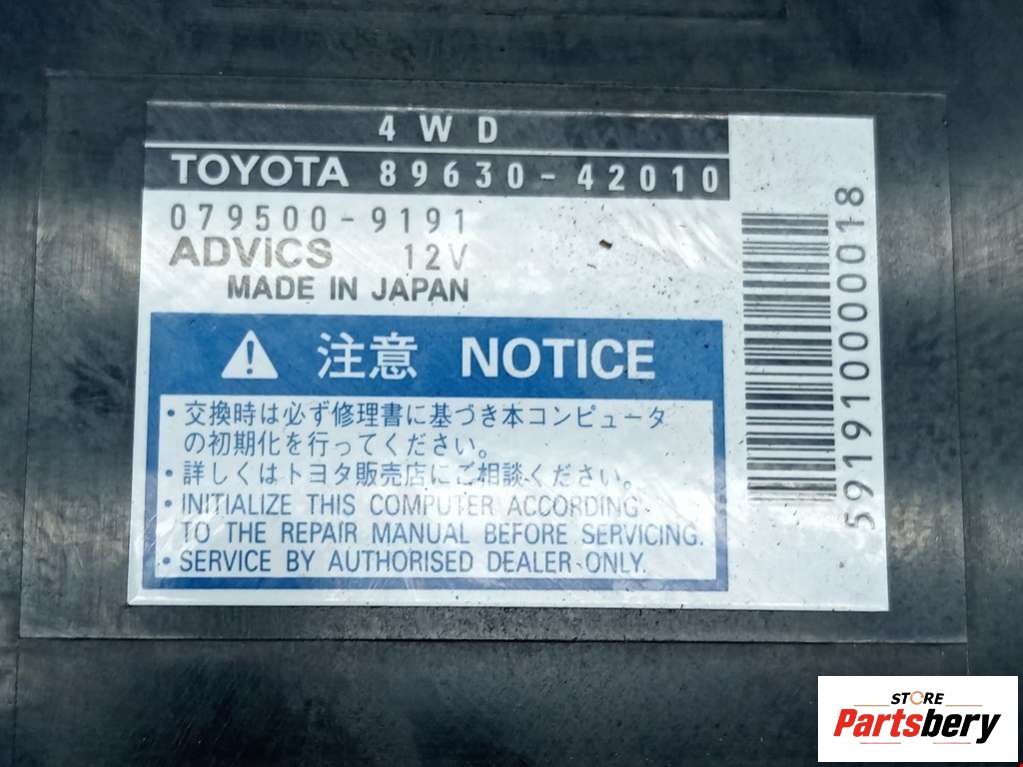 4WD
TOYOTA 89630-42010
079500-9191
ADVICS 12V
MADE IN JAPAN
注意 NOTICE
・交換時は必ず修理書に基づき本コンピュータ
の初期化を行ってください。
・詳しくはトヨタ販売店にご相談ください。
・INITIALIZE THIS COMPUTER ACCORDING
TO THE REPAIR MANUAL BEFORE SERVICING.
・SERVICE BY AUTHORISED DEALER ONLY.
591910000018
STORE
Partsbery